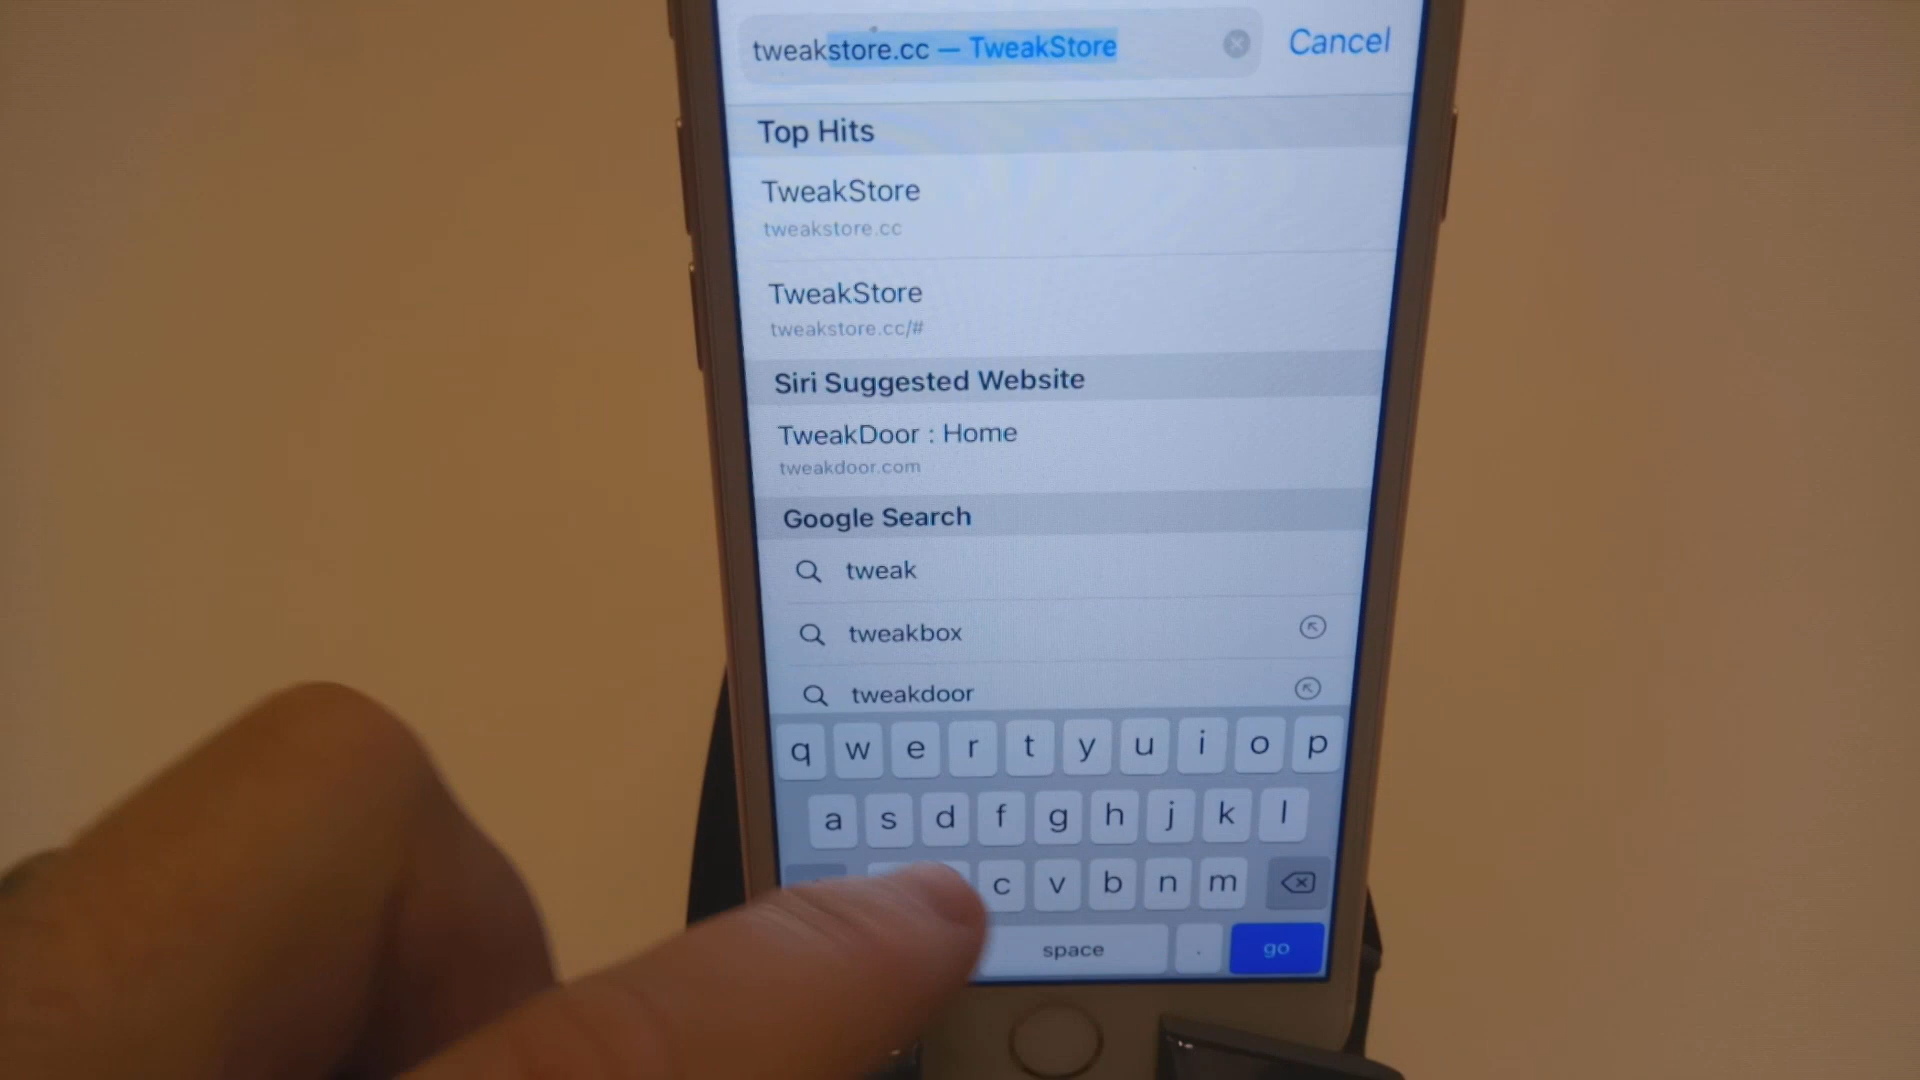 tweakstore.cc — TweakStore
Cancel
Top Hits
TweakStore
tweakstore.cc
TweakStore
tweakstore.cc/#
Siri Suggested Website
TweakDoor : Home
tweakdoor.com
Google Search
tweak
tweakbox
tweakdoor
q w e r t y u i o p
a s d f g h j k l
c v b n m
space . go